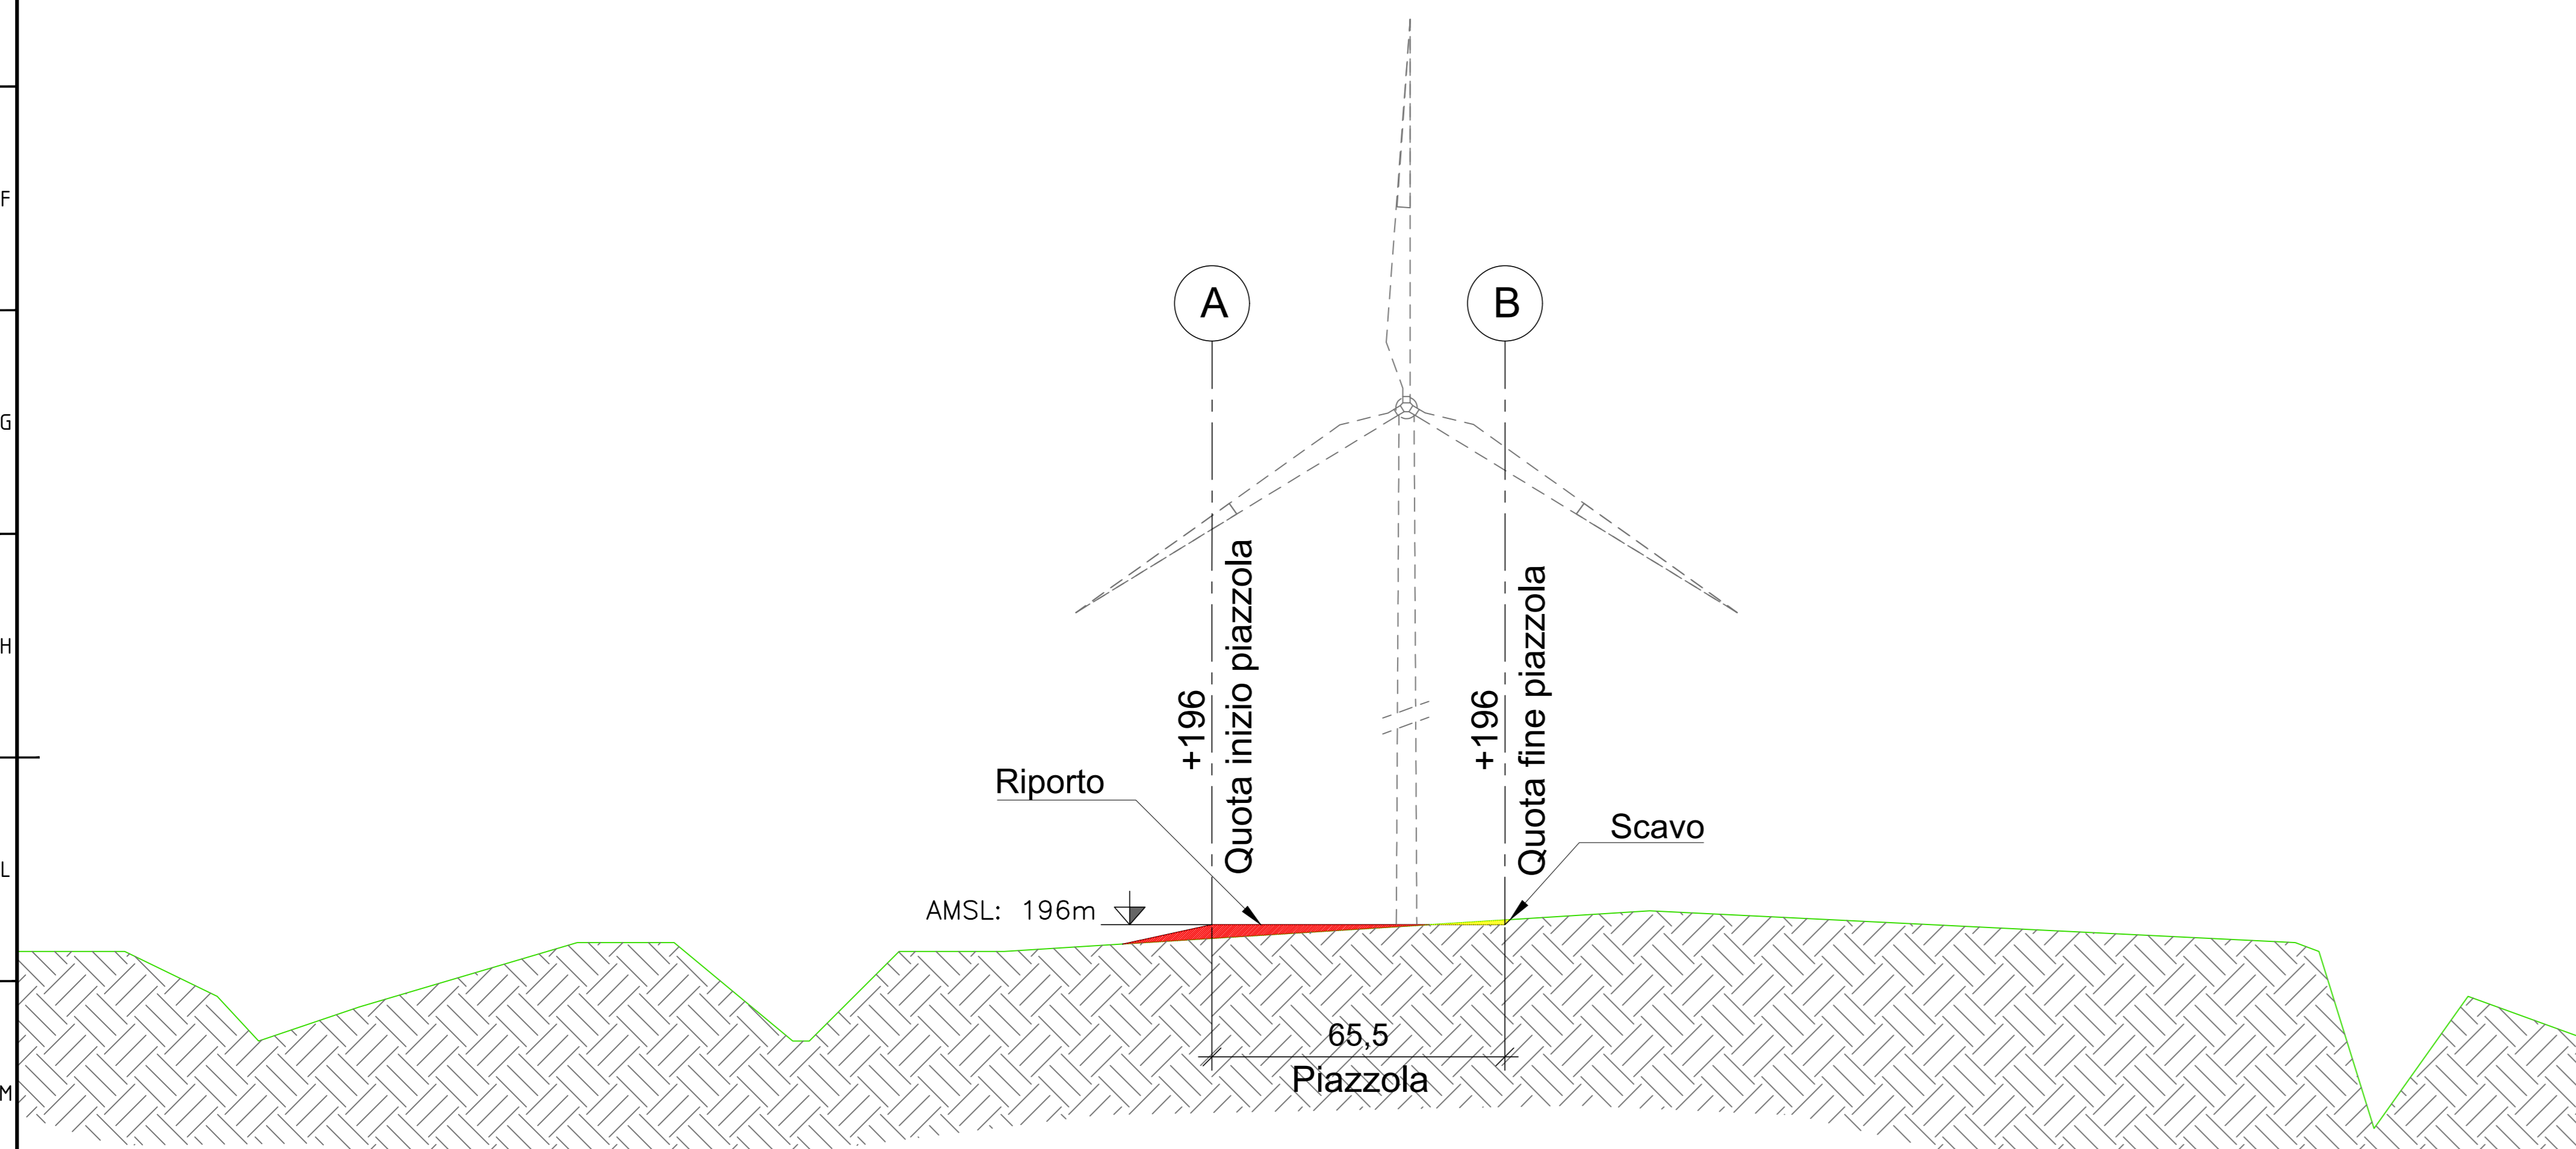 F
G
H
L
M
A
B
+196
Quota inizio piazzola
+196
Quota fine piazzola
Riporto
Scavo
AMSL: 196m
65,5
Piazzola